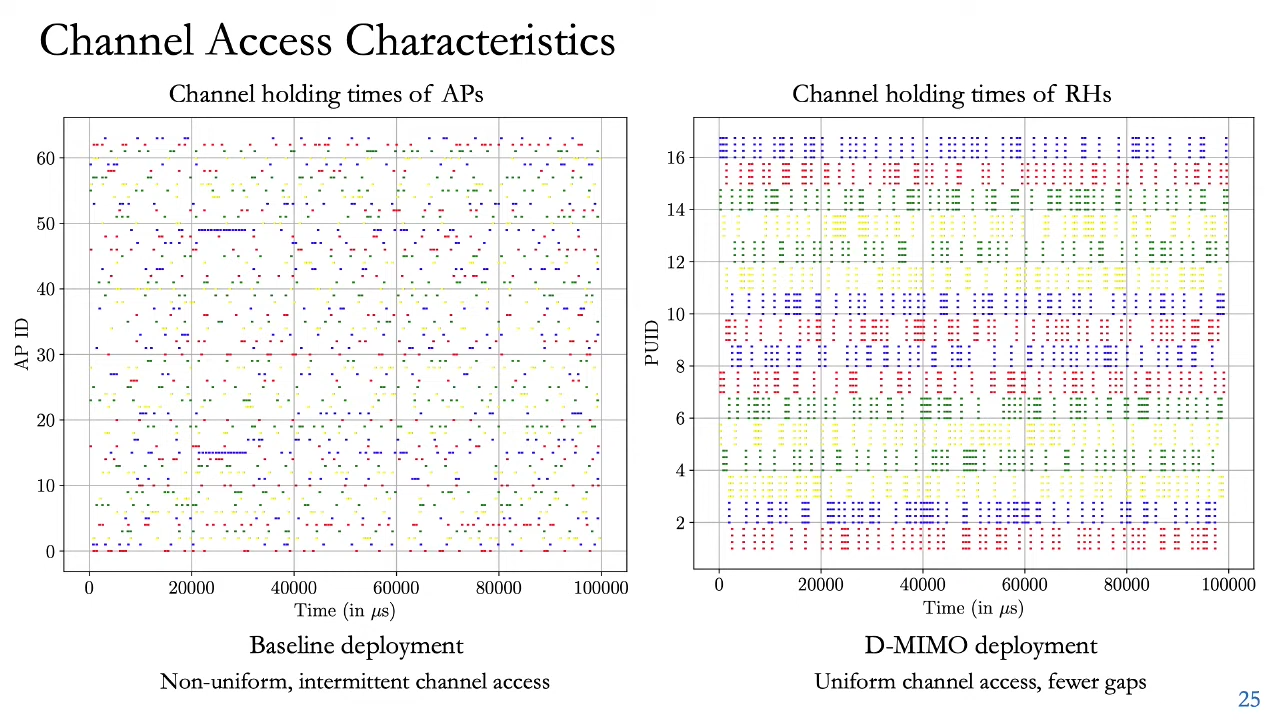 Channel Access Characteristics
Channel holding times of APs
60
50
40
30
20
10
0
AP ID
0 20000 40000 60000 80000 100000
Time (in μs)
Baseline deployment
Non-uniform, intermittent channel access
Channel holding times of RHs
16
14
12
10
8
6
4
2
PUID
0 20000 40000 60000 80000 100000
Time (in μs)
D-MIMO deployment
Uniform channel access, fewer gaps
25